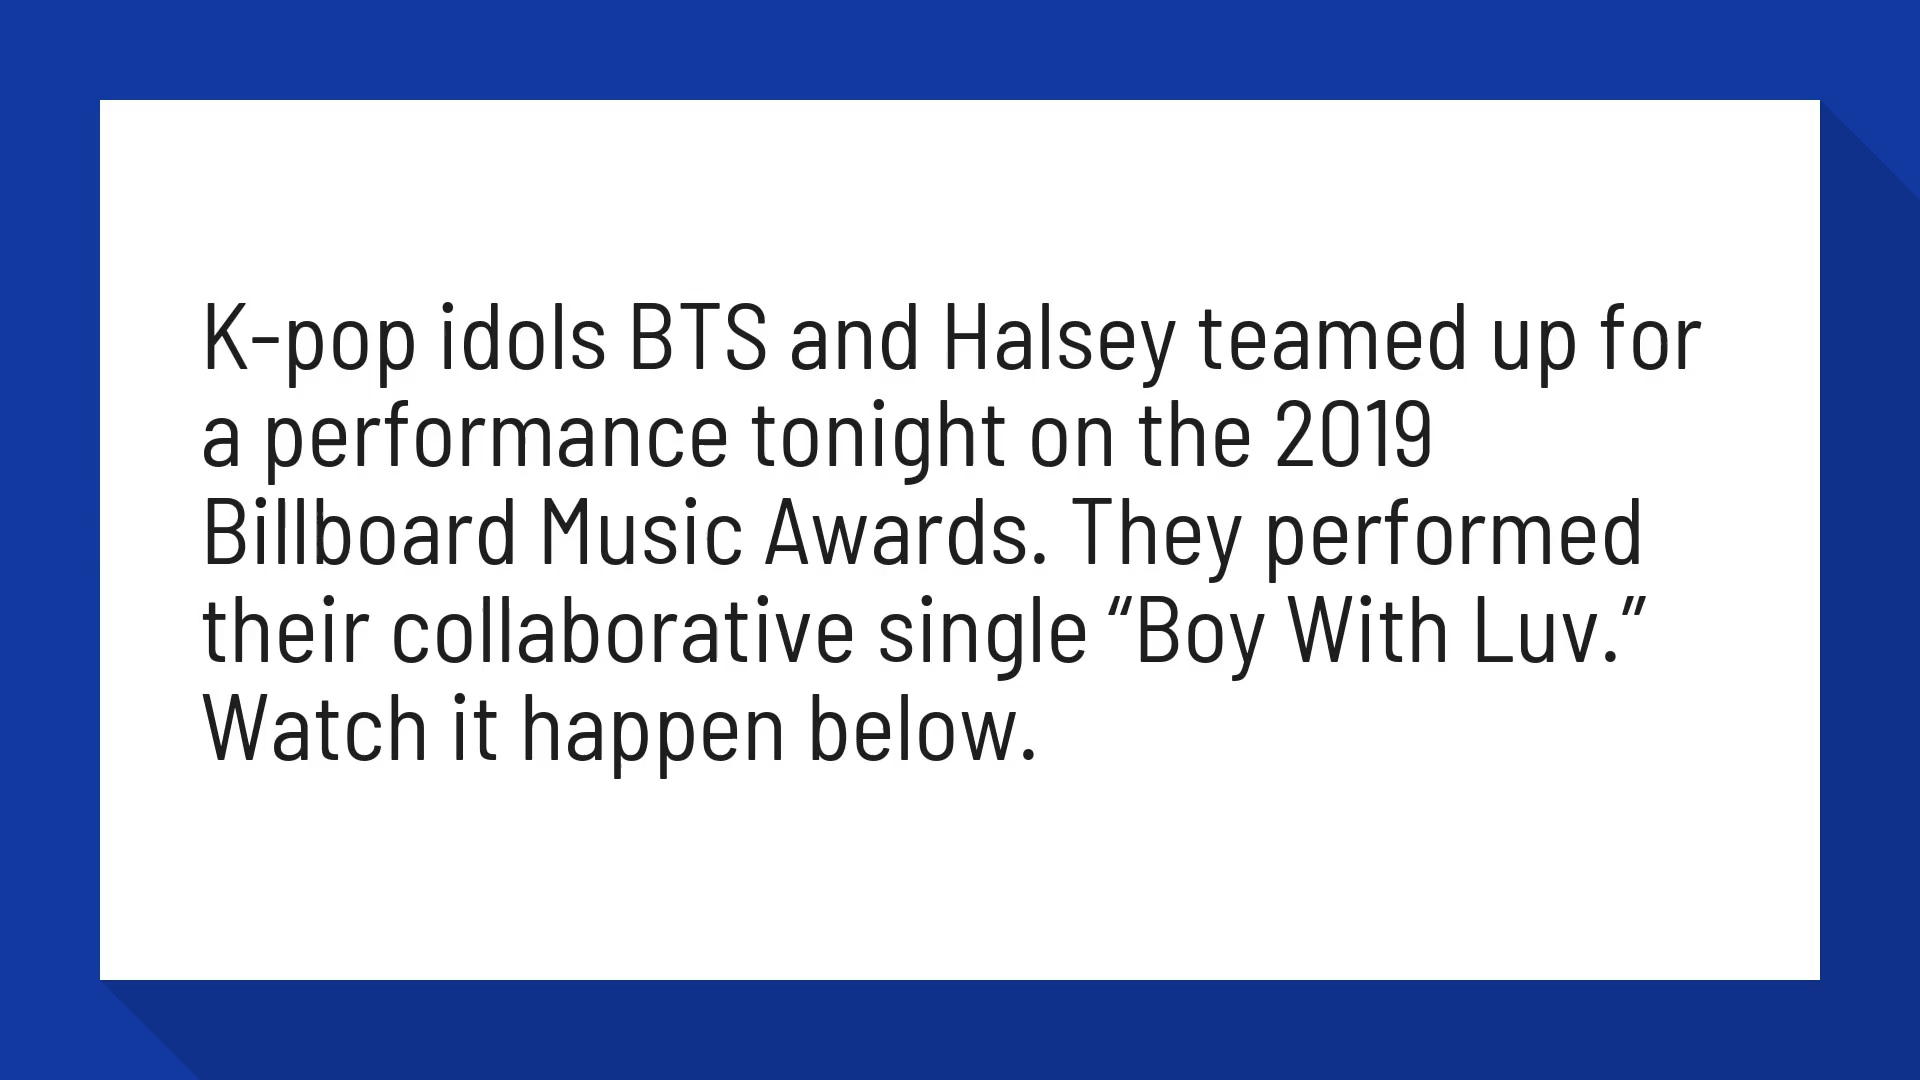 K-pop idols BTS and Halsey teamed up for
a performance tonight on the 2019
Billboard Music Awards. They performed
their collaborative single “Boy With Luv.”
Watch it happen below.